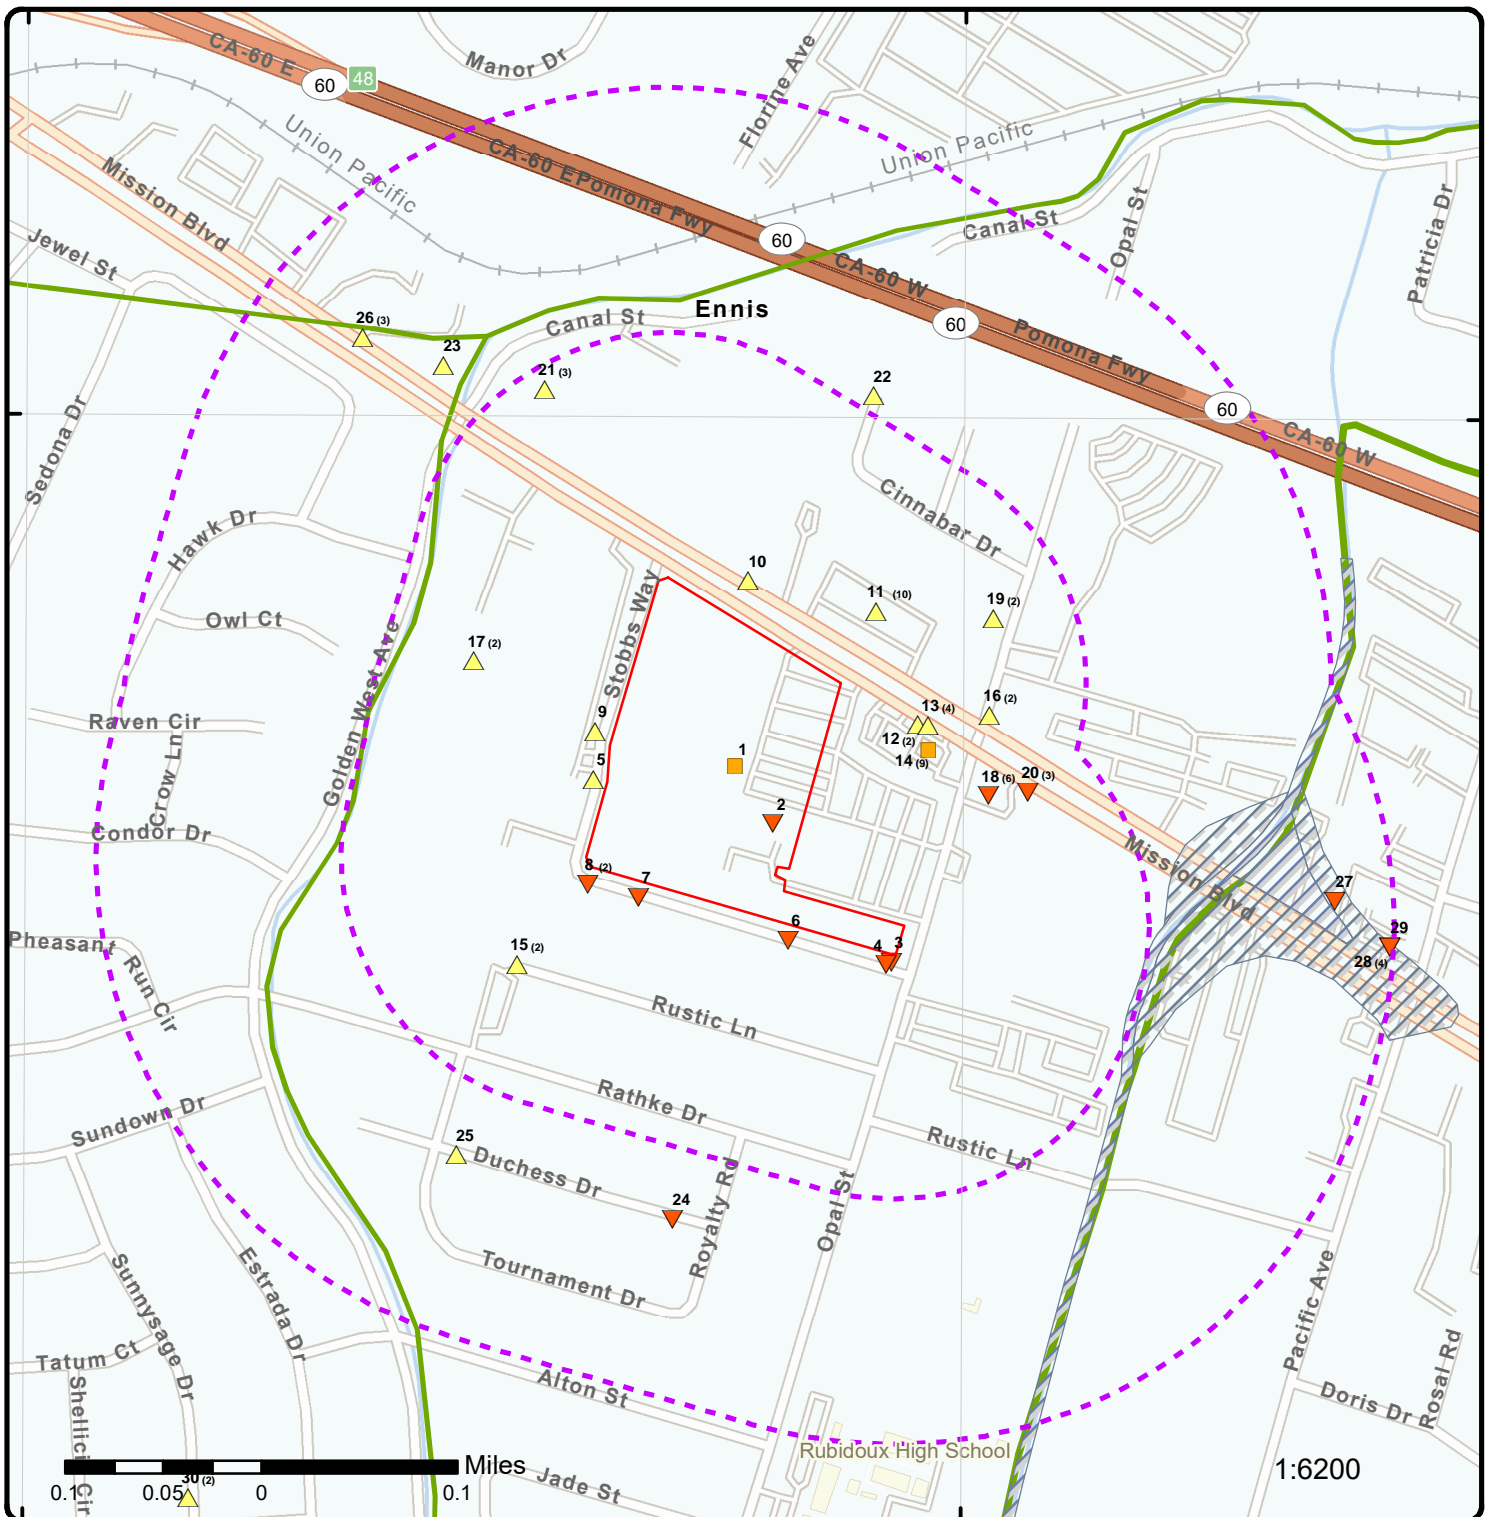 CA-60 E
60
48
Manor Dr
Florine Ave
Union Pacific
Union Pacific
CA-60 E
Pomona Fwy
Mission Blvd
Jewel St
60
Canal St
Opal St
Patricia Dr
CA-60 W
Ennis
Canal St
60
Pomona Fwy
26 (3)
23
21 (3)
22
60
CA-60 W
Sedona Dr
Cinnabar Dr
Hawk Dr
10
11 (10)
19 (2)
Owl Ct
Stobbs Way
17 (2)
Golden West Ave
Raven Cir
9
13 (4)
16 (2)
12 (2)
14 (9)
Crow Ln
5
1
18 (6)
20 (3)
2
Condor Dr
Mission Blvd
8 (2)
7
27
6
29
4
3
28 (4)
Pheasant
Run Cir
15 (2)
Rustic Ln
Rathke Dr
Sundown Dr
25
Duchess Dr
Rustic Ln
24
Royalty Rd
Opal St
Tournament Dr
Sunnysage Dr
Estrada Dr
Pacific Ave
Tatum Ct
Shellici Cir
Alton St
Doris Dr
Rosal Rd
Rubidoux High School
Miles
30 (2)
0.1
0.05
0
0.1
Jade St
1:6200